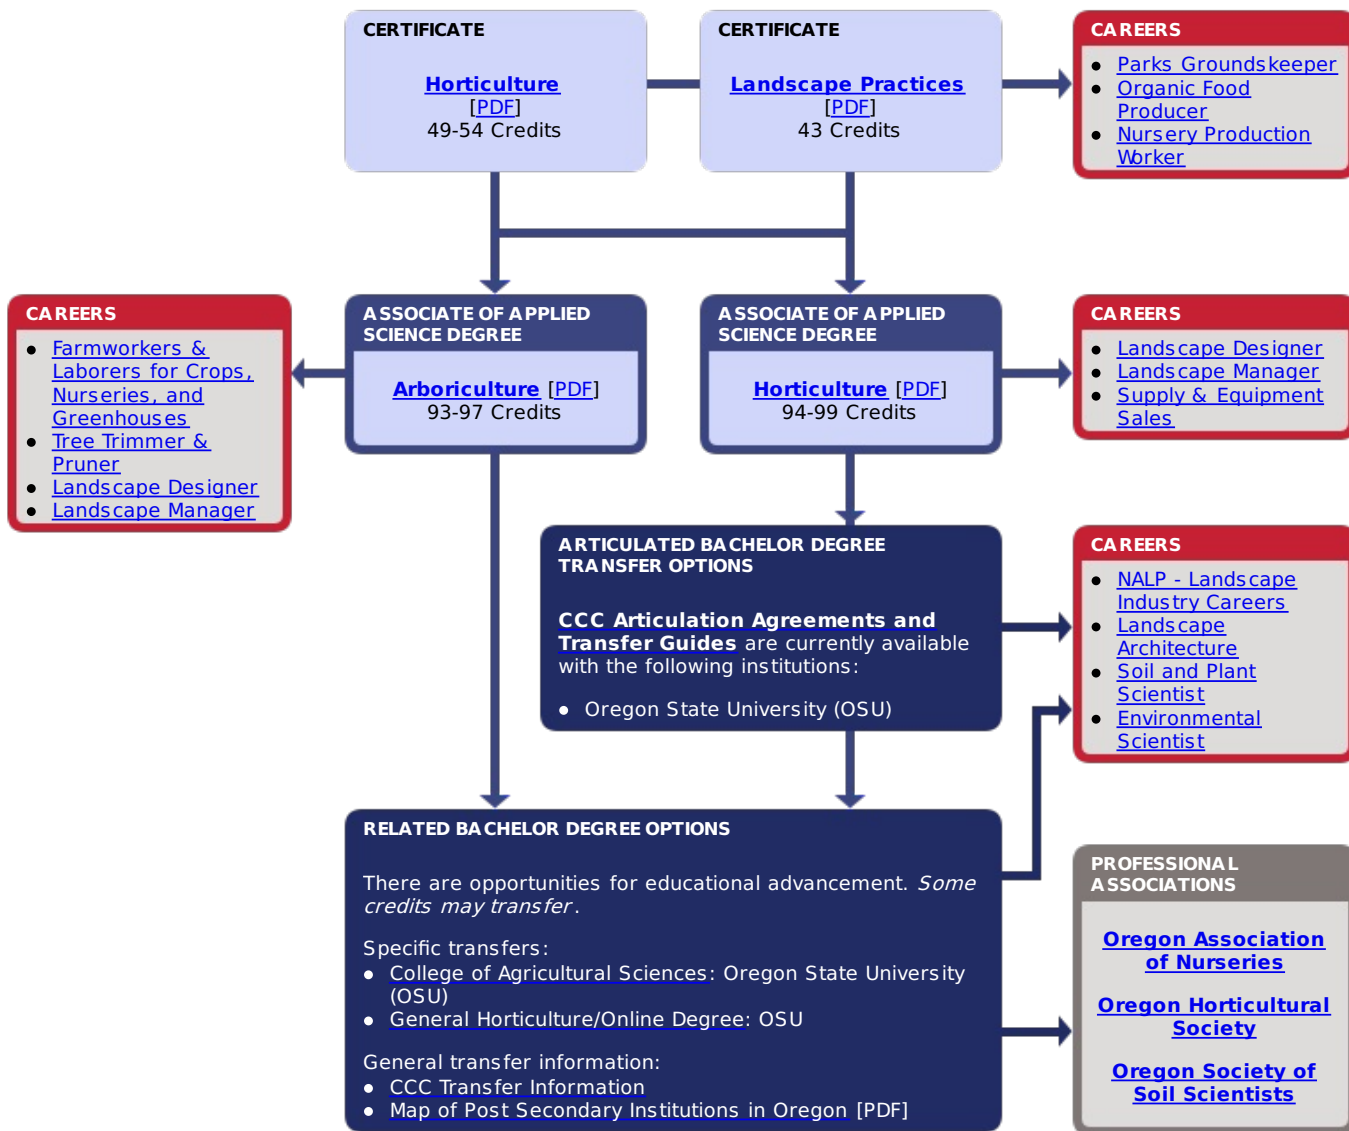 CERTIFICATE
Horticulture
[PDF]
49-54 Credits
CERTIFICATE
Landscape Practices
[PDF]
43 Credits
CAREERS
● Parks Groundskeeper
● Organic Food
Producer
● Nursery Production
Worker
CAREERS
● Farmworkers &
Laborers for Crops,
Nurseries, and
Greenhouses
● Tree Trimmer &
Pruner
● Landscape Designer
● Landscape Manager
ASSOCIATE OF APPLIED
SCIENCE DEGREE
Arboriculture [PDF]
93-97 Credits
ASSOCIATE OF APPLIED
SCIENCE DEGREE
Horticulture [PDF]
94-99 Credits
CAREERS
● Landscape Designer
● Landscape Manager
● Supply & Equipment
Sales
ARTICULATED BACHELOR DEGREE
TRANSFER OPTIONS
CCC Articulation Agreements and
Transfer Guides are currently available
with the following institutions:
● Oregon State University (OSU)
CAREERS
● NALP - Landscape
Industry Careers
● Landscape
Architecture
● Soil and Plant
Scientist
● Environmental
Scientist
RELATED BACHELOR DEGREE OPTIONS
There are opportunities for educational advancement. Some
credits may transfer.
Specific transfers:
● College of Agricultural Sciences: Oregon State University
(OSU)
● General Horticulture/Online Degree: OSU
General transfer information:
● CCC Transfer Information
● Map of Post Secondary Institutions in Oregon [PDF]
PROFESSIONAL
ASSOCIATIONS
Oregon Association
of Nurseries
Oregon Horticultural
Society
Oregon Society of
Soil Scientists